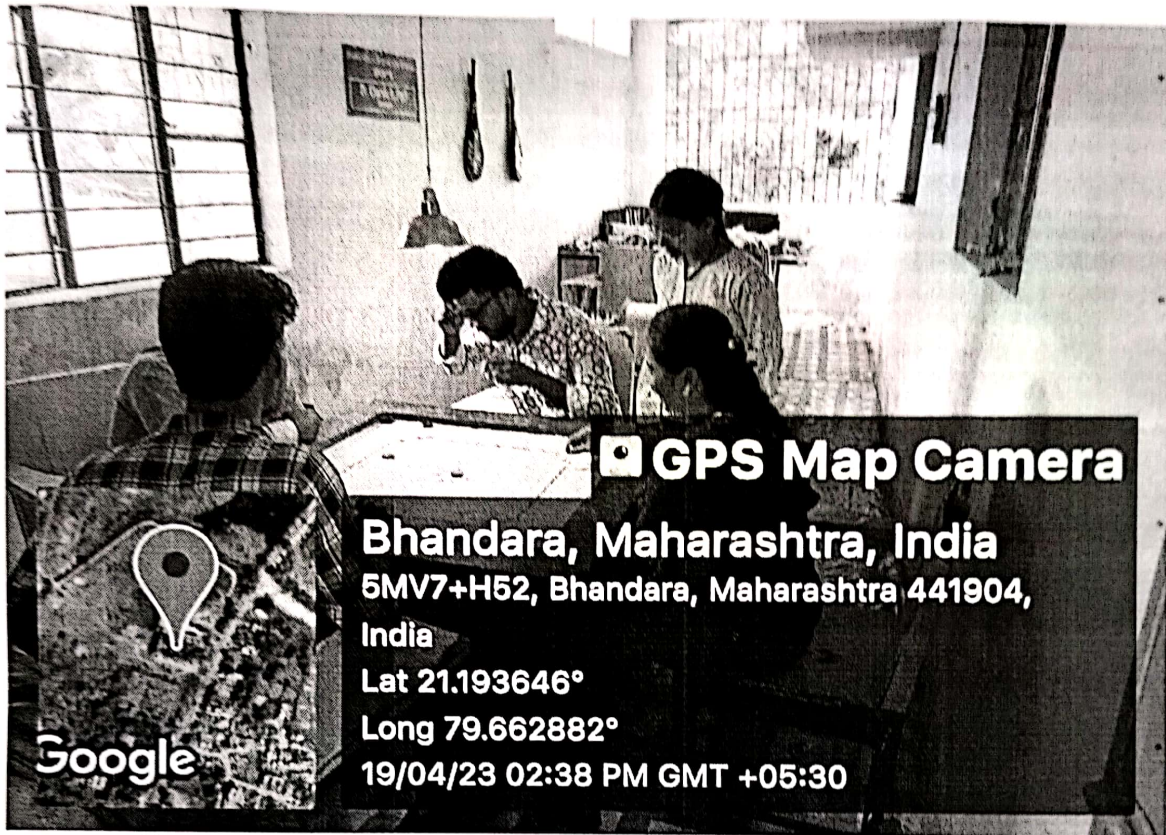 GPS Map Camera
Bhandara, Maharashtra, India
5MV7+H52, Bhandara, Maharashtra 441904,
India
Lat 21.193646°
Long 79.662882°
19/04/23 02:38 PM GMT +05:30
Google